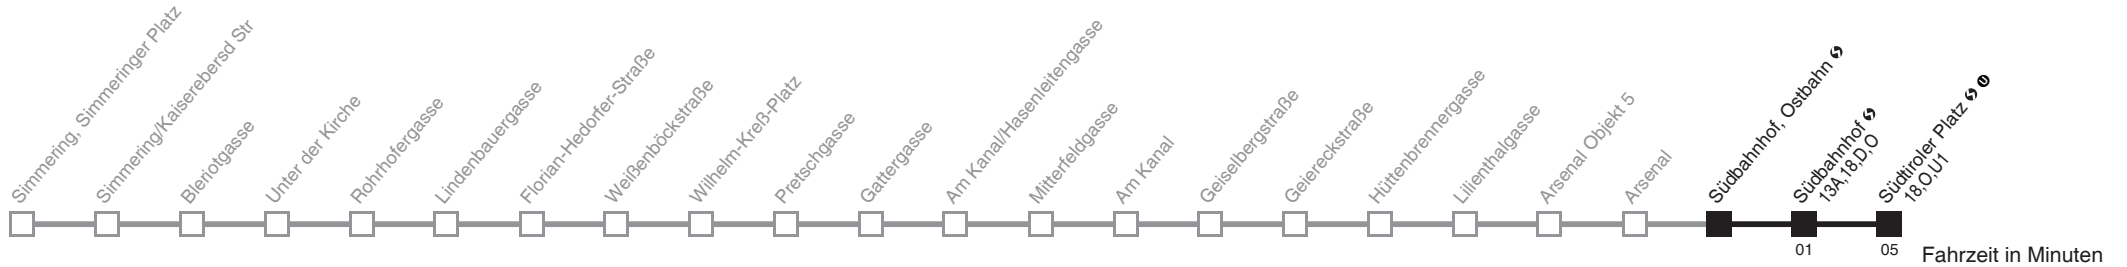 Simmering, Simmeringer Platz
Simmering/Kaiserebersd Str
Bleriotgasse
Unter der Kirche
Rohrhofergasse
Lindenbauergasse
Florian-Hedorfer-Straße
Weißenböckstraße
Wilhelm-Kreß-Platz
Pretschgasse
Gattergasse
Am Kanal/Hasenleitengasse
Mitterfeldgasse
Am Kanal
Geiselbergstraße
Geiereckstraße
Hüttenbrennergasse
Lilienthalgasse
Arsenal Objekt 5
Arsenal
Südbahnhof, Ostbahn S
Südbahnhof S
13A,18,D,O
Südtiroler Platz S U
18,O,U1
01
05
Fahrzeit in Minuten